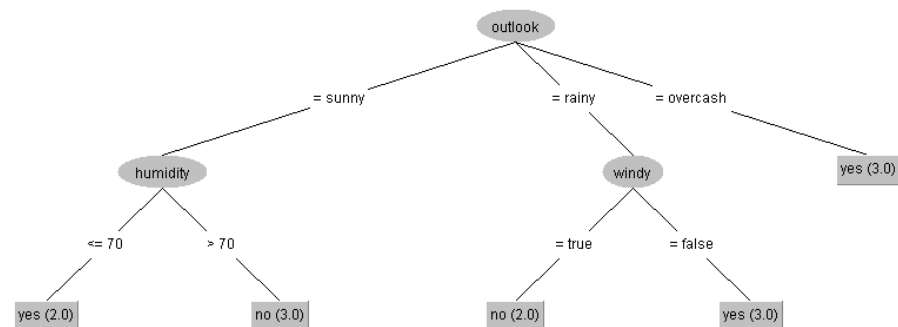 outlook
= sunny
= rainy
= overcash
humidity
windy
yes (3.0)
<= 70
> 70
= true
= false
yes (2.0)
no (3.0)
no (2.0)
yes (3.0)